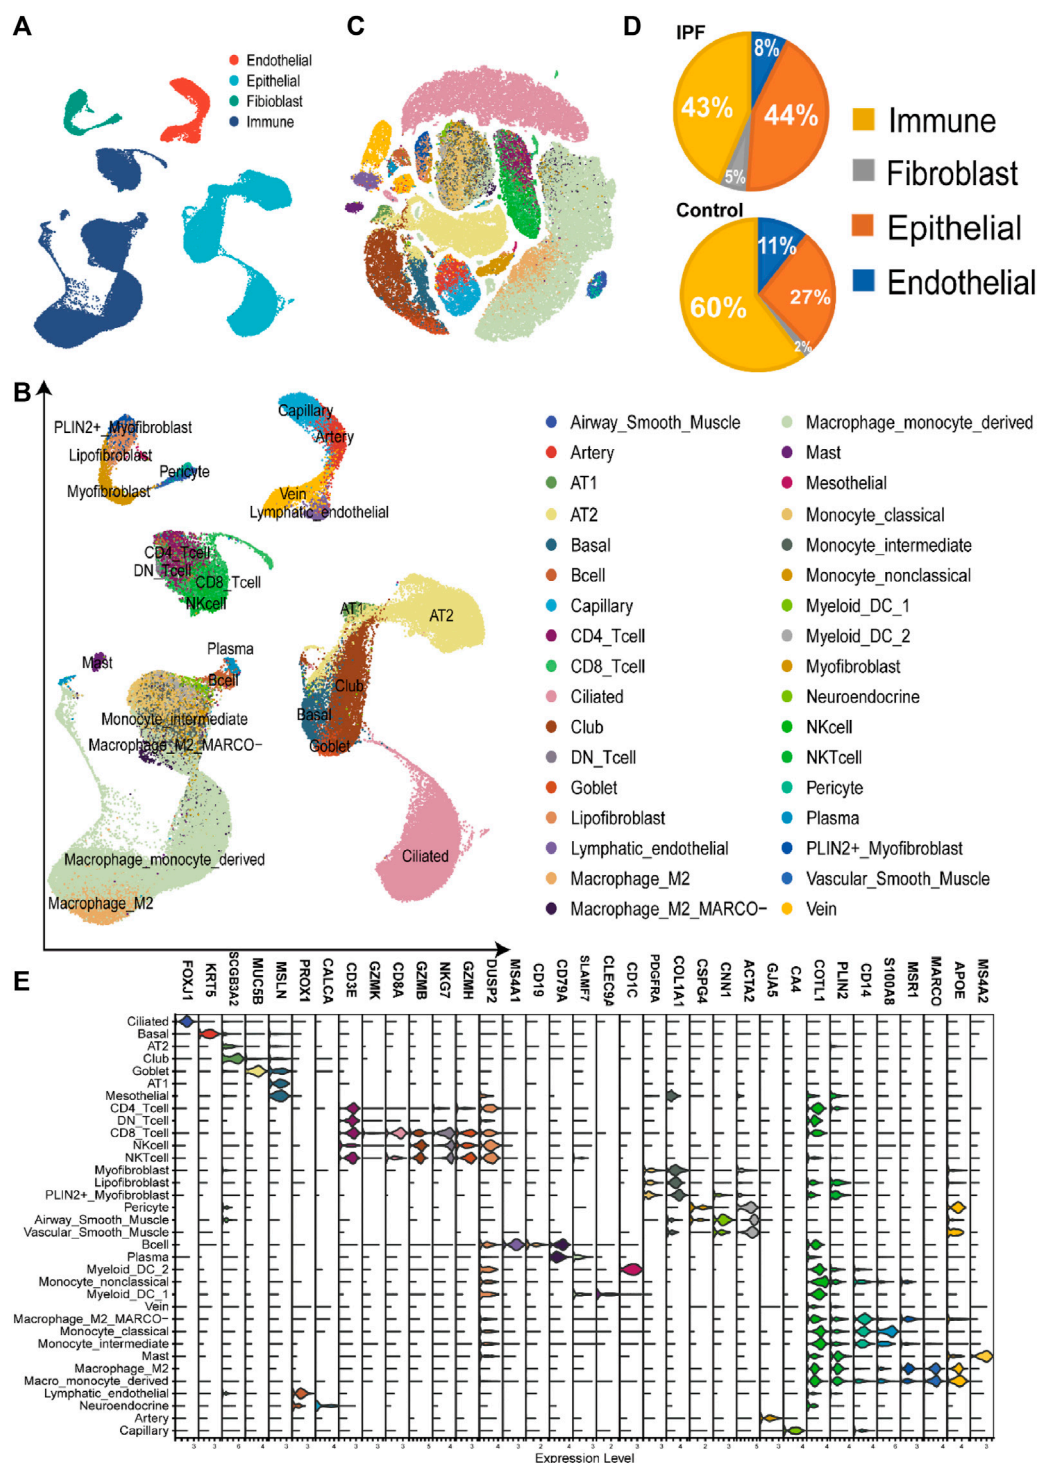 A
Endothelial
Epithelial
Fibioblast
Immune
C
D
IPF
8%
43%
44%
5%
Control
11%
60%
27%
2%
Immune
Fibroblast
Epithelial
Endothelial
B
Capillary
PLIN2+_Myofibroblast
Artery
Lipofibroblast
Pericyte
Myofibroblast
Vein
Lymphatic_endothelial
CD4_Tcell
DN_Tcell
CD8_Tcell
NKcell
AT1
AT2
Plasma
Mast
Bcell
Club
Monocyte_intermediate
Basal
Macrophage_M2_MARCO−
Goblet
Macrophage_monocyte_derived
Ciliated
Macrophage_M2
Airway_Smooth_Muscle
Artery
AT1
AT2
Basal
Bcell
Capillary
CD4_Tcell
CD8_Tcell
Ciliated
Club
DN_Tcell
Goblet
Lipofibroblast
Lymphatic_endothelial
Macrophage_M2
Macrophage_M2_MARCO−
Macrophage_monocyte_derived
Mast
Mesothelial
Monocyte_classical
Monocyte_intermediate
Monocyte_nonclassical
Myeloid_DC_1
Myeloid_DC_2
Myofibroblast
Neuroendocrine
NKcell
NKTcell
Pericyte
Plasma
PLIN2+_Myofibroblast
Vascular_Smooth_Muscle
Vein
E
FOXJ1
KRT5
SCGB3A2
MUC5B
MSLN
PROX1
CALCA
CD3E
GZMK
CD8A
GZMB
NKG7
GZMH
DUSP2
MS4A1
CD19
CD79A
SLAMF7
CLEC9A
CD1C
PDGFRA
COL1A1
CSPG4
CNN1
ACTA2
GJA5
CA4
COTL1
PLIN2
CD14
S100A8
MSR1
MARCO
APOE
MS4A2
Ciliated
Basal
AT2
Club
Goblet
AT1
Mesothelial
CD4_Tcell
DN_Tcell
CD8_Tcell
NKcell
NKTcell
Myofibroblast
Lipofibroblast
PLIN2+_Myofibroblast
Pericyte
Airway_Smooth_Muscle
Vascular_Smooth_Muscle
Bcell
Plasma
Myeloid_DC_2
Monocyte_nonclassical
Myeloid_DC_1
Vein
Macrophage_M2_MARCO−
Monocyte_classical
Monocyte_intermediate
Mast
Macrophage_M2
Macro_monocyte_derived
Lymphatic_endothelial
Neuroendocrine
Artery
Capillary
Expression Level